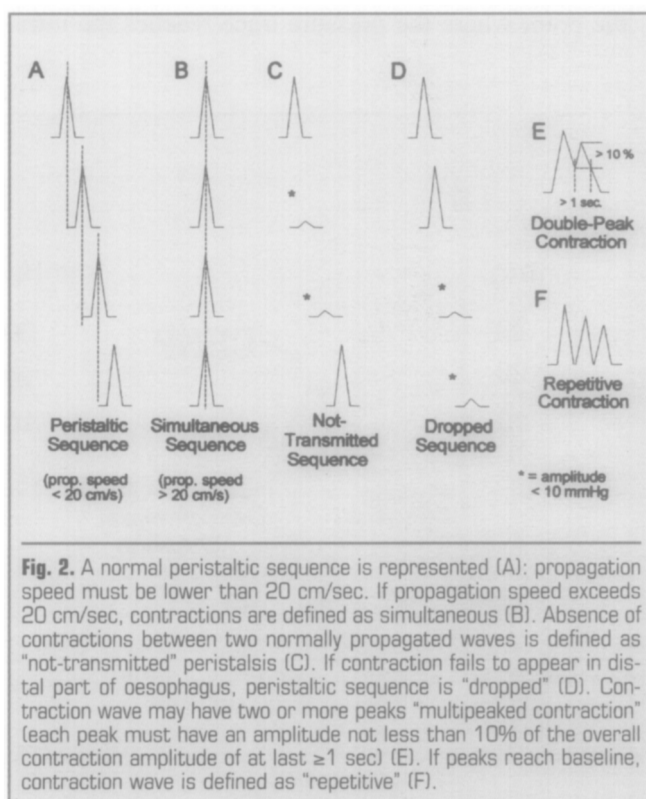 A
B
C
D
E
> 10 %
> 1 sec.
Double-Peak
Contraction
F
Repetitive
Contraction
*
*
*
*
Peristaltic
Sequence
(prop. speed
< 20 cm/s)
Simultaneous
Sequence
(prop. speed
> 20 cm/s)
Not-
Transmitted
Sequence
Dropped
Sequence
* = amplitude
< 10 mmHg
Fig. 2. A normal peristaltic sequence is represented (A): propagation
speed must be lower than 20 cm/sec. If propagation speed exceeds
20 cm/sec, contractions are defined as simultaneous (B). Absence of
contractions between two normally propagated waves is defined as
"not-transmitted" peristalsis (C). If contraction fails to appear in dis-
tal part of oesophagus, peristaltic sequence is "dropped" (D). Con-
traction wave may have two or more peaks "multipeaked contraction"
(each peak must have an amplitude not less than 10% of the overall
contraction amplitude of at last ≥1 sec) (E). If peaks reach baseline,
contraction wave is defined as "repetitive" (F).